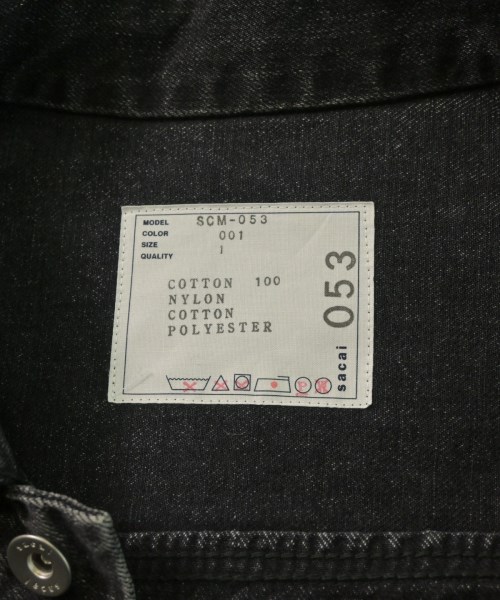 MODEL SCM-053
COLOR 001
SIZE 1
QUALITY
COTTON 100
NYLON
COTTON
POLYESTER
053
sacai
P